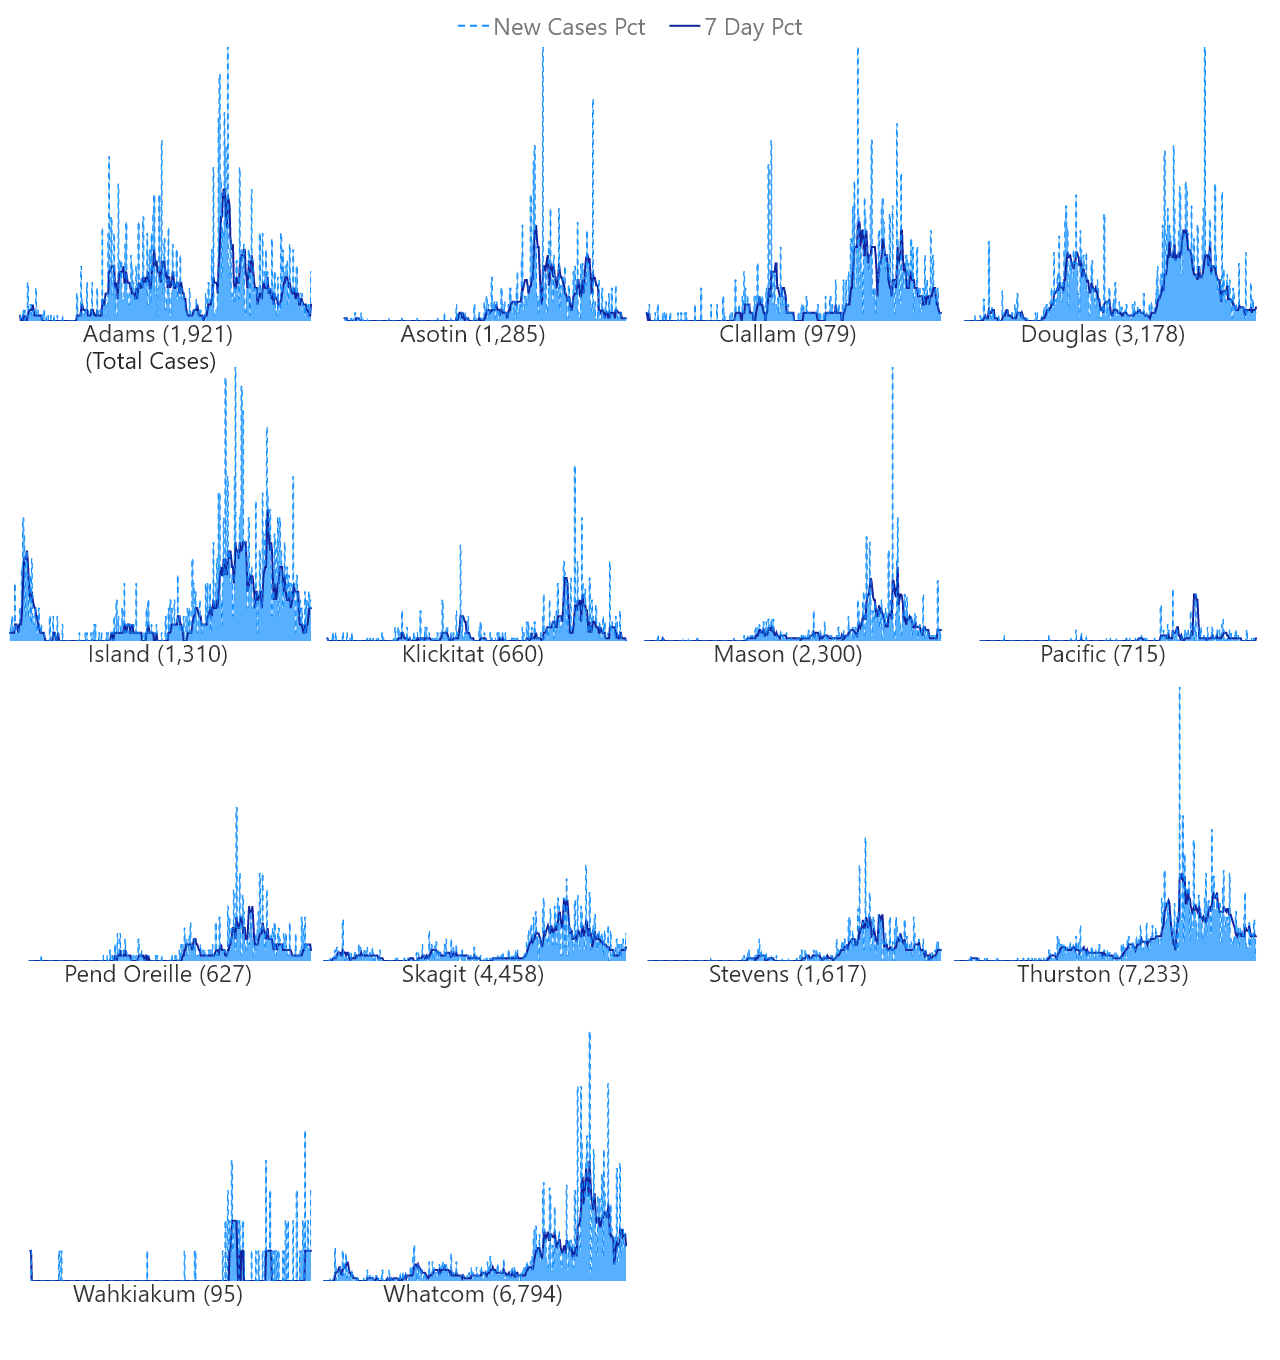 New Cases Pct 7 Day Pct
Adams (1,921) Asotin (1,285) Clallam (979) Douglas (3,178)
(Total Cases)
Island (1,310) Klickitat (660) Mason (2,300) Pacific (715)
Pend Oreille (627) Skagit (4,458) Stevens (1,617) Thurston (7,233)
Wahkiakum (95) Whatcom (6,794)